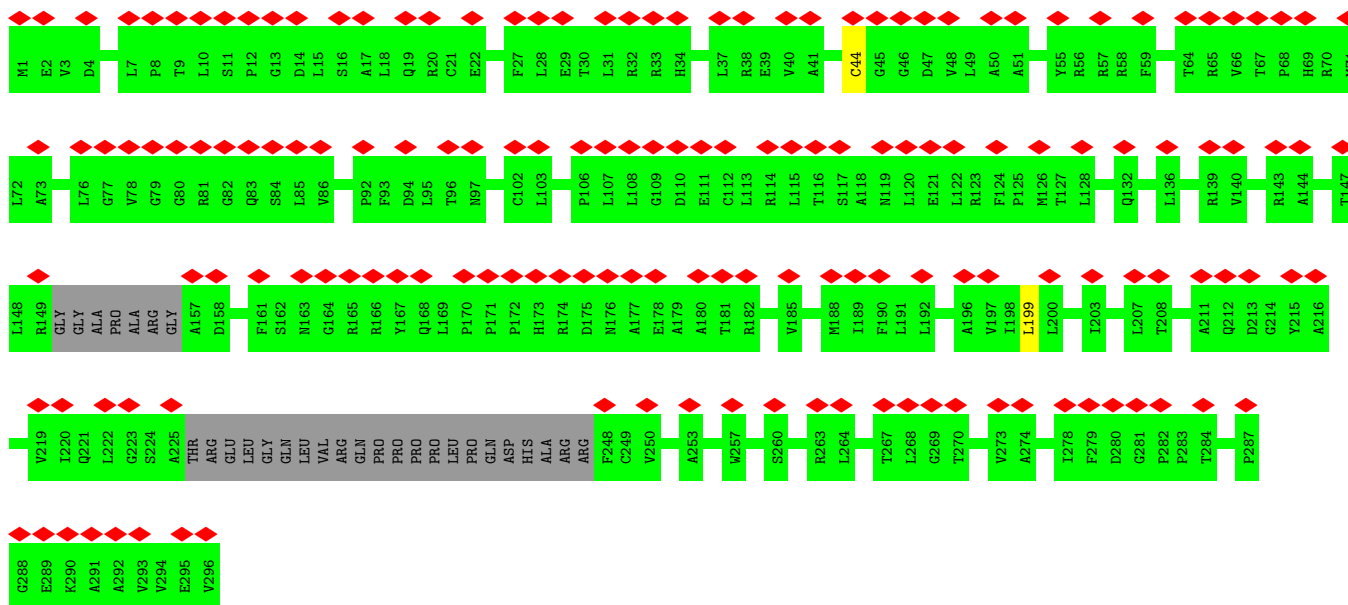 M1 E2 V3 D4 L7 P8 T9 L10 S11 P12 G13 D14 L15 S16 A17 L18 Q19 R20 C21 E22 F27 L28 E29 T30 L31 R32 R33 H34 L37 R38 E39 V40 A41 C44 G45 G46 D47 V48 L49 A50 A51 Y55 R56 R57 R58 F59 T64 R65 V66 T67 P68 H69 R70
L72 A73 L76 G77 V78 G79 G80 R81 G82 Q83 S84 L85 V86 P92 F93 D94 L95 T96 N97 C102 L103 P106 L107 L108 G109 D110 E111 C112 L113 R114 L115 T116 S117 A118 N119 L120 E121 L122 R123 F124 P125 M126 T127 L128 Q132 L136 R139 V140 R143 A144 T147
L148 R149 GLY GLY ALA PRO ALA ARG GLY A157 D158 F161 S162 N163 G164 R165 R166 Y167 Q168 L169 P170 P171 P172 H173 R174 D175 N176 A177 E178 A179 A180 T181 R182 V185 M188 I189 F190 L191 L192 A196 V197 I198 L199 L200 I203 L207 T208 A211 Q212 D213 G214 Y215 A216
V219 I220 Q221 L222 G223 S224 A225 THR ARG GLU LEU GLY GLN LEU VAL ARG GLN PRO PRO PRO PRO LEU PRO GLN ASP HIS ALA ARG ARG F248 C249 V250 A253 W257 S260 R263 L264 T267 L268 G269 T270 V273 A274 I278 F279 D280 G281 P282 P283 T284 P287
G288 E289 K290 A291 A292 V293 V294 E295 V296